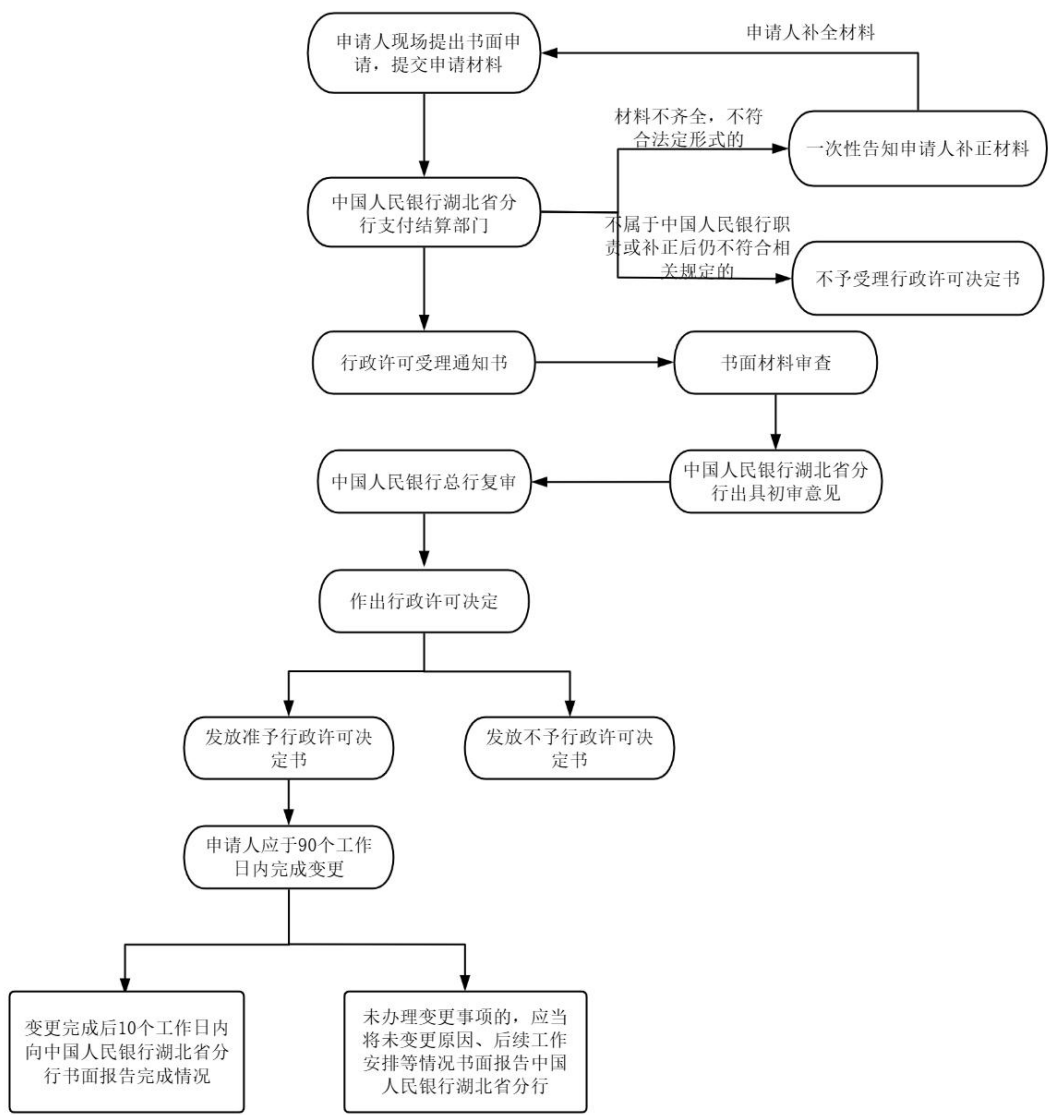 申请人现场提出书面申
请，提交申请材料
申请人补全材料
材料不齐全，不符
合法定形式的
一次性告知申请人补正材料
中国人民银行湖北省分
行支付结算部门
不属于中国人民银行职
责或补正后仍不符合相
关规定的
不予受理行政许可决定书
行政许可受理通知书
书面材料审查
中国人民银行总行复审
中国人民银行湖北省分
行出具初审意见
作出行政许可决定
发放准予行政许可决
定书
发放不予行政许可决
定书
申请人应于90个工作
日内完成变更
变更完成后10个工作日内
向中国人民银行湖北省分
行书面报告完成情况
未办理变更事项的，应当
将未变更原因、后续工作
安排等情况书面报告中国
人民银行湖北省分行